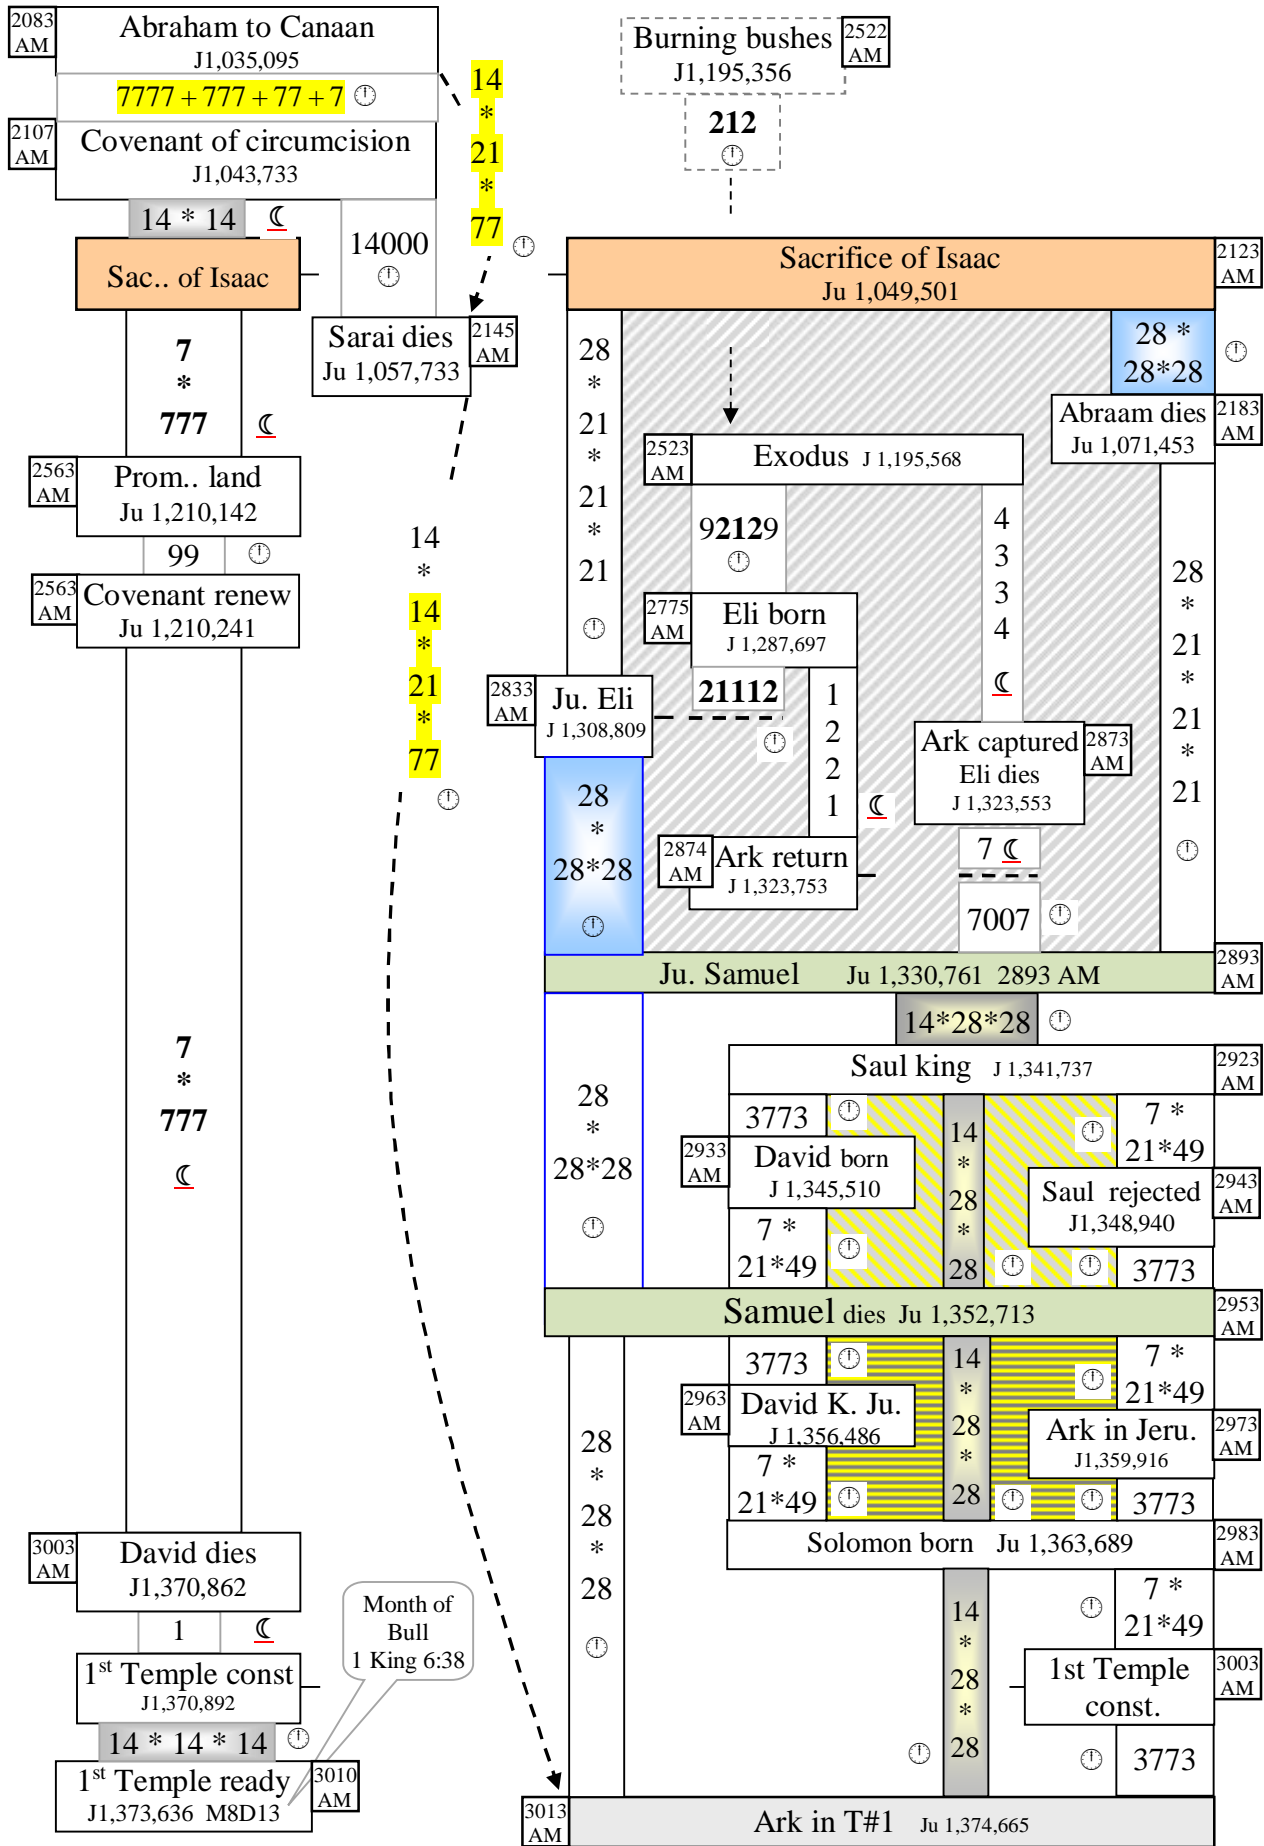 2083
AM
Abraham to Canaan
J1,035,095
7777 + 777 + 77 + 7
2107
AM
Covenant of circumcision
J1,043,733
14 * 14
14000
Sac.. of Isaac
Sarai dies
Ju 1,057,733
2145
AM
7
*
777
2563
AM
Prom.. land
Ju 1,210,142
99
2563
AM
Covenant renew
Ju 1,210,241
7
*
777
3003
AM
David dies
J1,370,862
1
1st Temple const
J1,370,892
14 * 14 * 14
1st Temple ready
J1,373,636 M8D13
3010
AM
Month of
Bull
1 King 6:38
14
*
21
*
77
14
*
14
*
21
*
77
Burning bushes
J1,195,356
2522
AM
212
Sacrifice of Isaac
Ju 1,049,501
2123
AM
28
*
21
*
21
*
21
28 *
28*28
Abraam dies
Ju 1,071,453
2183
AM
2523
AM
Exodus J 1,195,568
92129
4
3
3
4
28
*
21
*
21
*
21
2775
AM
Eli born
J 1,287,697
21112
1
2
2
1
2833
AM
Ju. Eli
J 1,308,809
Ark captured
Eli dies
J 1,323,553
2873
AM
28
*
28*28
2874
AM
Ark return
J 1,323,753
7
7007
Ju. Samuel Ju 1,330,761 2893 AM
2893
AM
14*28*28
28
*
28*28
Saul king J 1,341,737
2923
AM
3773
14
*
28
*
28
7 *
21*49
2933
AM
David born
J 1,345,510
Saul rejected
J1,348,940
2943
AM
7 *
21*49
3773
Samuel dies Ju 1,352,713
2953
AM
3773
14
*
28
*
28
7 *
21*49
2963
AM
David K. Ju.
J 1,356,486
Ark in Jeru.
J1,359,916
2973
AM
7 *
21*49
3773
28
*
28
*
28
Solomon born Ju 1,363,689
2983
AM
14
*
28
*
28
7 *
21*49
1st Temple
const.
3003
AM
3773
3013
AM
Ark in T#1 Ju 1,374,665